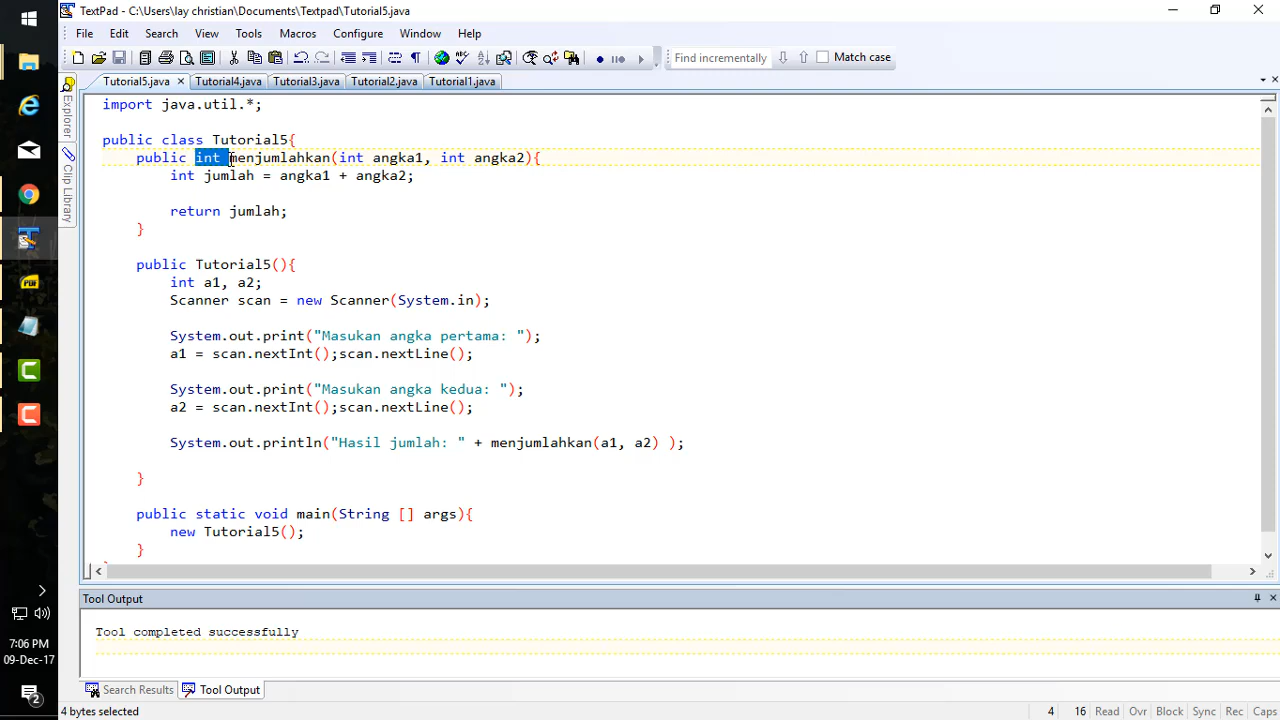 TextPad - C:\Users\lay christian\Documents\Textpad\Tutorial5.java
File Edit Search View Tools Macros Configure Window Help
Find incrementally Match case
Tutorial5.java Tutorial4.java Tutorial3.java Tutorial2.java Tutorial1.java
Explorer
Clip Library
import java.util.*;
public class Tutorial5{
public int menjumlahkan(int angka1, int angka2){
int jumlah = angka1 + angka2;
return jumlah;
}
public Tutorial5(){
int a1, a2;
Scanner scan = new Scanner(System.in);
System.out.print("Masukan angka pertama: ");
a1 = scan.nextInt();scan.nextLine();
System.out.print("Masukan angka kedua: ");
a2 = scan.nextInt();scan.nextLine();
System.out.println("Hasil jumlah: " + menjumlahkan(a1, a2) );
}
public static void main(String [] args){
new Tutorial5();
}
Tool Output
Tool completed successfully
Search Results Tool Output
4 bytes selected 4 16 Read Ovr Block Sync Rec Caps
PDF
7:06 PM
09-Dec-17
2